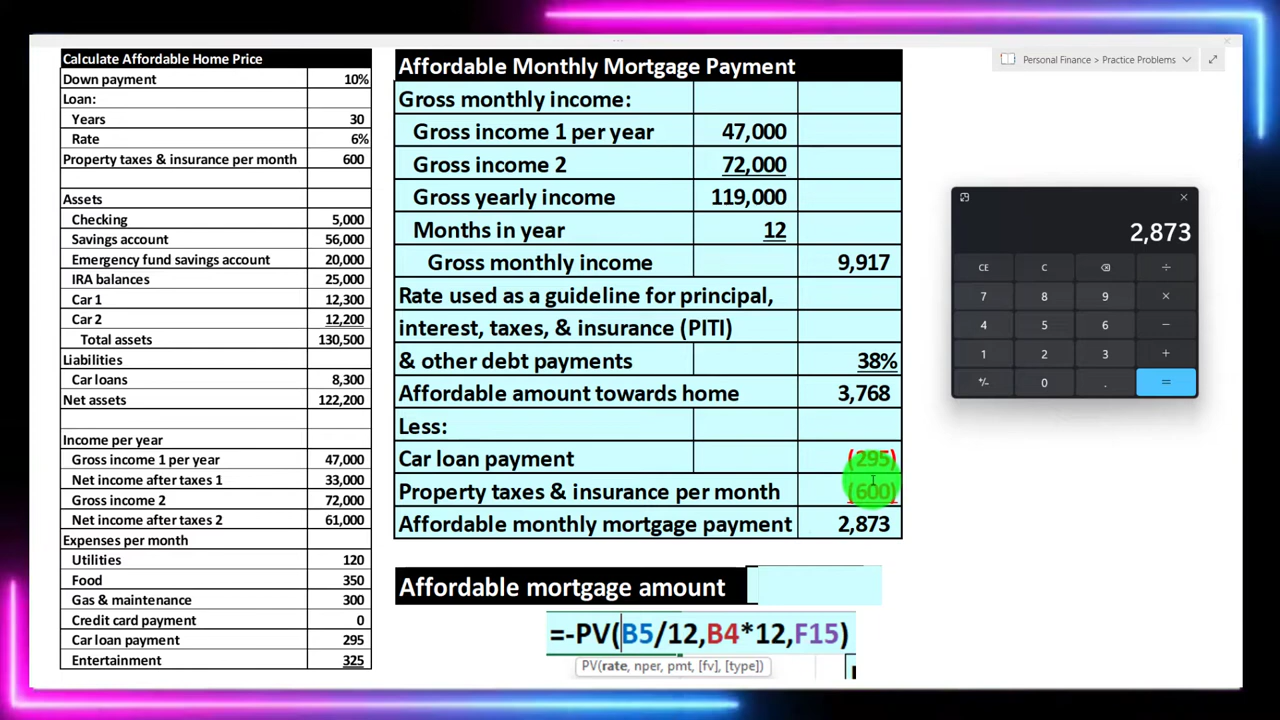 Calculate Affordable Home Price
Down payment 10%
Loan:
Years 30
Rate 6%
Property taxes & insurance per month 600
Assets
Checking 5,000
Savings account 56,000
Emergency fund savings account 20,000
IRA balances 25,000
Car 1 12,300
Car 2 12,200
Total assets 130,500
Liabilities
Car loans 8,300
Net assets 122,200
Income per year
Gross income 1 per year 47,000
Net income after taxes 1 33,000
Gross income 2 72,000
Net income after taxes 2 61,000
Expenses per month
Utilities 120
Food 350
Gas & maintenance 300
Credit card payment 0
Car loan payment 295
Entertainment 325
Affordable Monthly Mortgage Payment
Gross monthly income:
Gross income 1 per year 47,000
Gross income 2 72,000
Gross yearly income 119,000
Months in year 12
Gross monthly income 9,917
Rate used as a guideline for principal,
interest, taxes, & insurance (PITI)
& other debt payments 38%
Affordable amount towards home 3,768
Less:
Car loan payment (295)
Property taxes & insurance per month (600)
Affordable monthly mortgage payment 2,873
Affordable mortgage amount
=-PV(B5/12,B4*12,F15)
PV(rate, nper, pmt, [fv], [type])
Personal Finance > Practice Problems
2,873
CE C ⌫ ÷
7 8 9 ×
4 5 6 −
1 2 3 +
+/− 0 . =